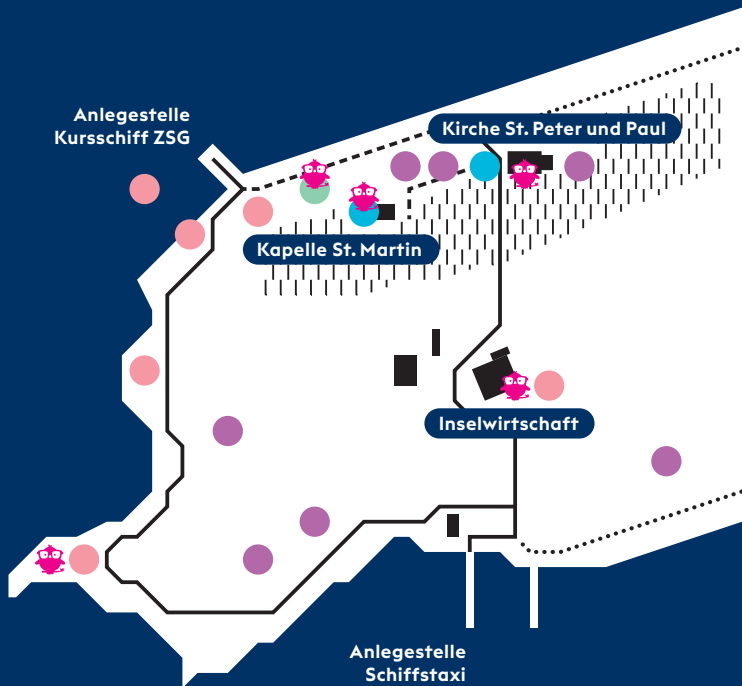 Anlegestelle
Kursschiff ZSG
Kirche St. Peter und Paul
Kapelle St. Martin
Inselwirtschaft
Anlegestelle
Schiffstaxi